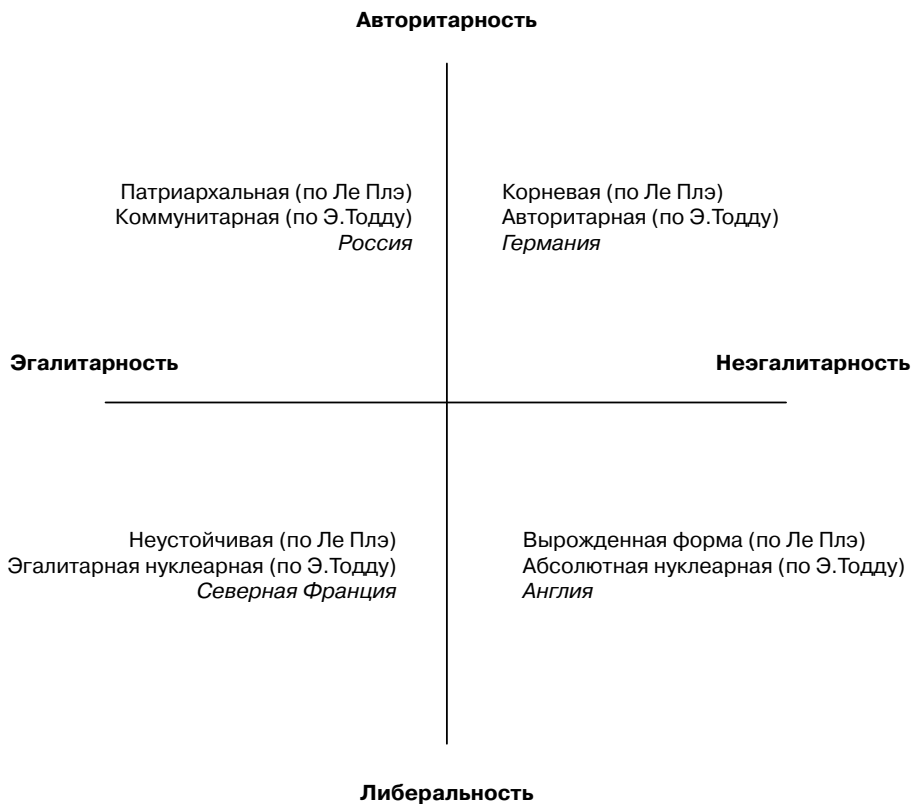 Авторитарность
Патриархальная (по Ле Плэ)
Коммунитарная (по Э.Тодду)
Россия
Корневая (по Ле Плэ)
Авторитарная (по Э.Тодду)
Германия
Эгалитарность
Неэгалитарность
Неустойчивая (по Ле Плэ)
Эгалитарная нуклеарная (по Э.Тодду)
Северная Франция
Вырожденная форма (по Ле Плэ)
Абсолютная нуклеарная (по Э.Тодду)
Англия
Либеральность